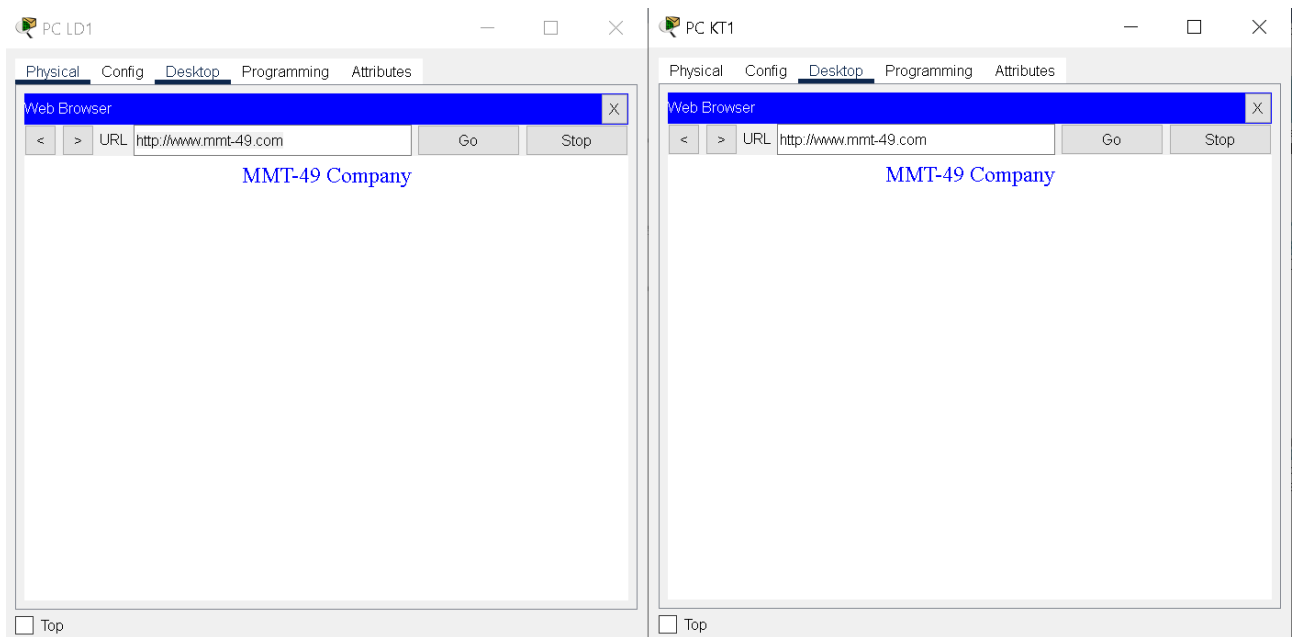 PC LD1
Physical Config Desktop Programming Attributes
Web Browser X
< > URL http://www.mmt-49.com Go Stop
MMT-49 Company
Top
PC KT1
Physical Config Desktop Programming Attributes
Web Browser X
< > URL http://www.mmt-49.com Go Stop
MMT-49 Company
Top